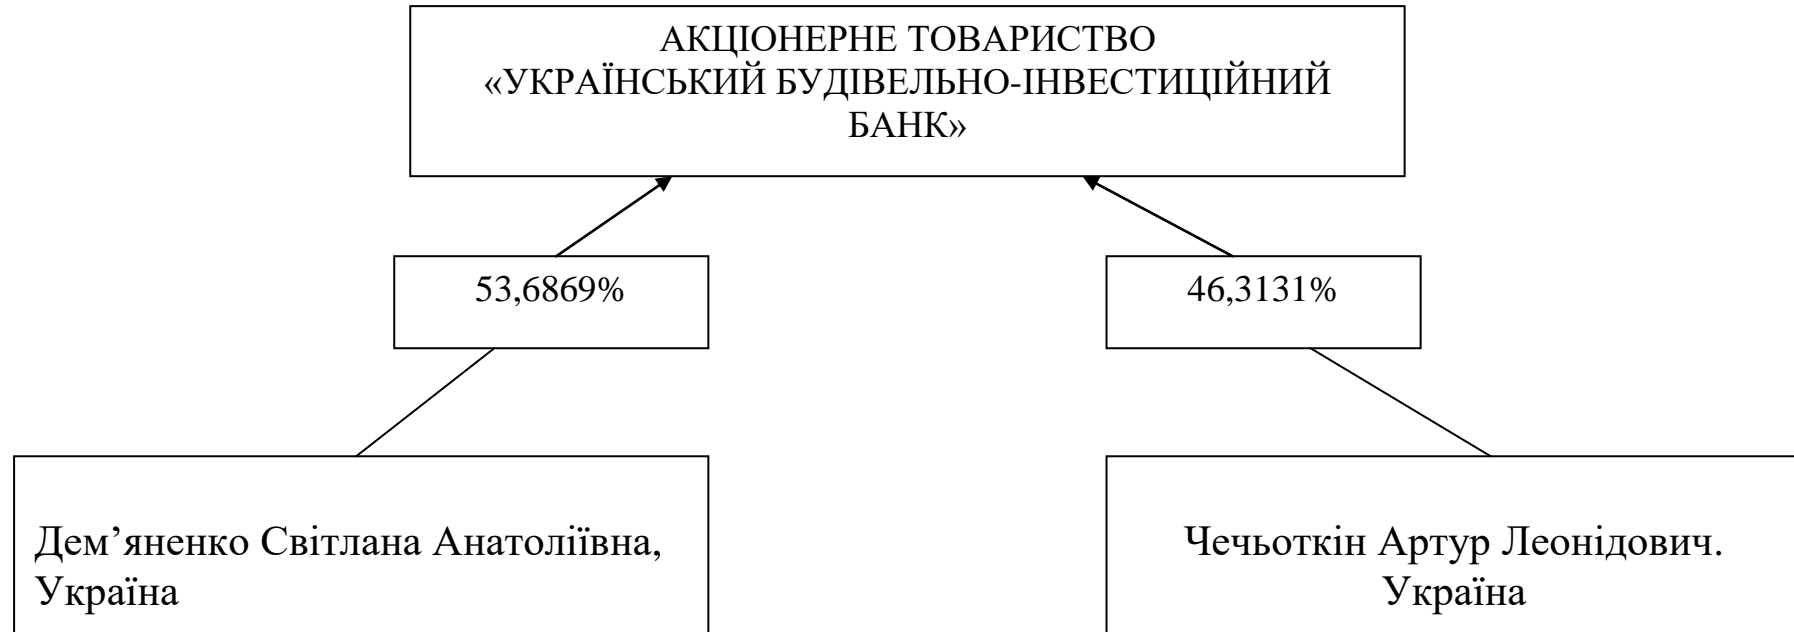 АКЦІОНЕРНЕ ТОВАРИСТВО
«УКРАЇНСЬКИЙ БУДІВЕЛЬНО-ІНВЕСТИЦІЙНИЙ
БАНК»
53,6869%
46,3131%
Дем’яненко Світлана Анатоліївна,
Україна
Чечьоткін Артур Леонідович.
Україна